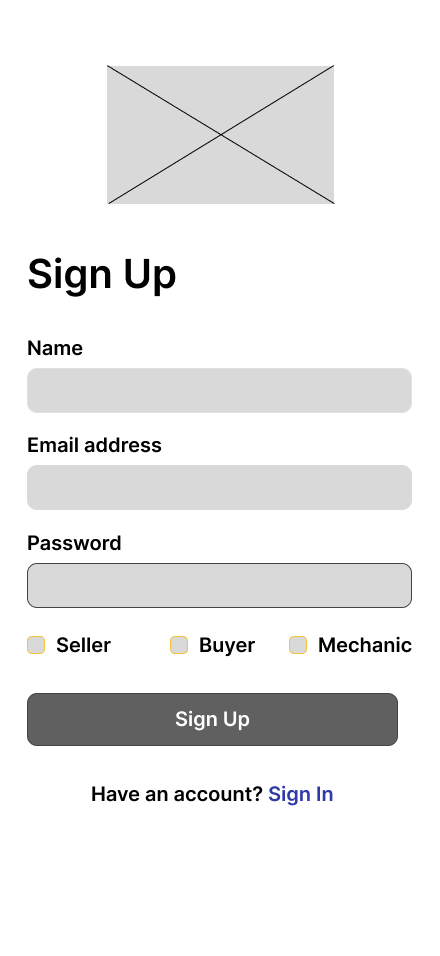 Sign Up
Name
Email address
Password
Seller Buyer Mechanic
Sign Up
Have an account? Sign In